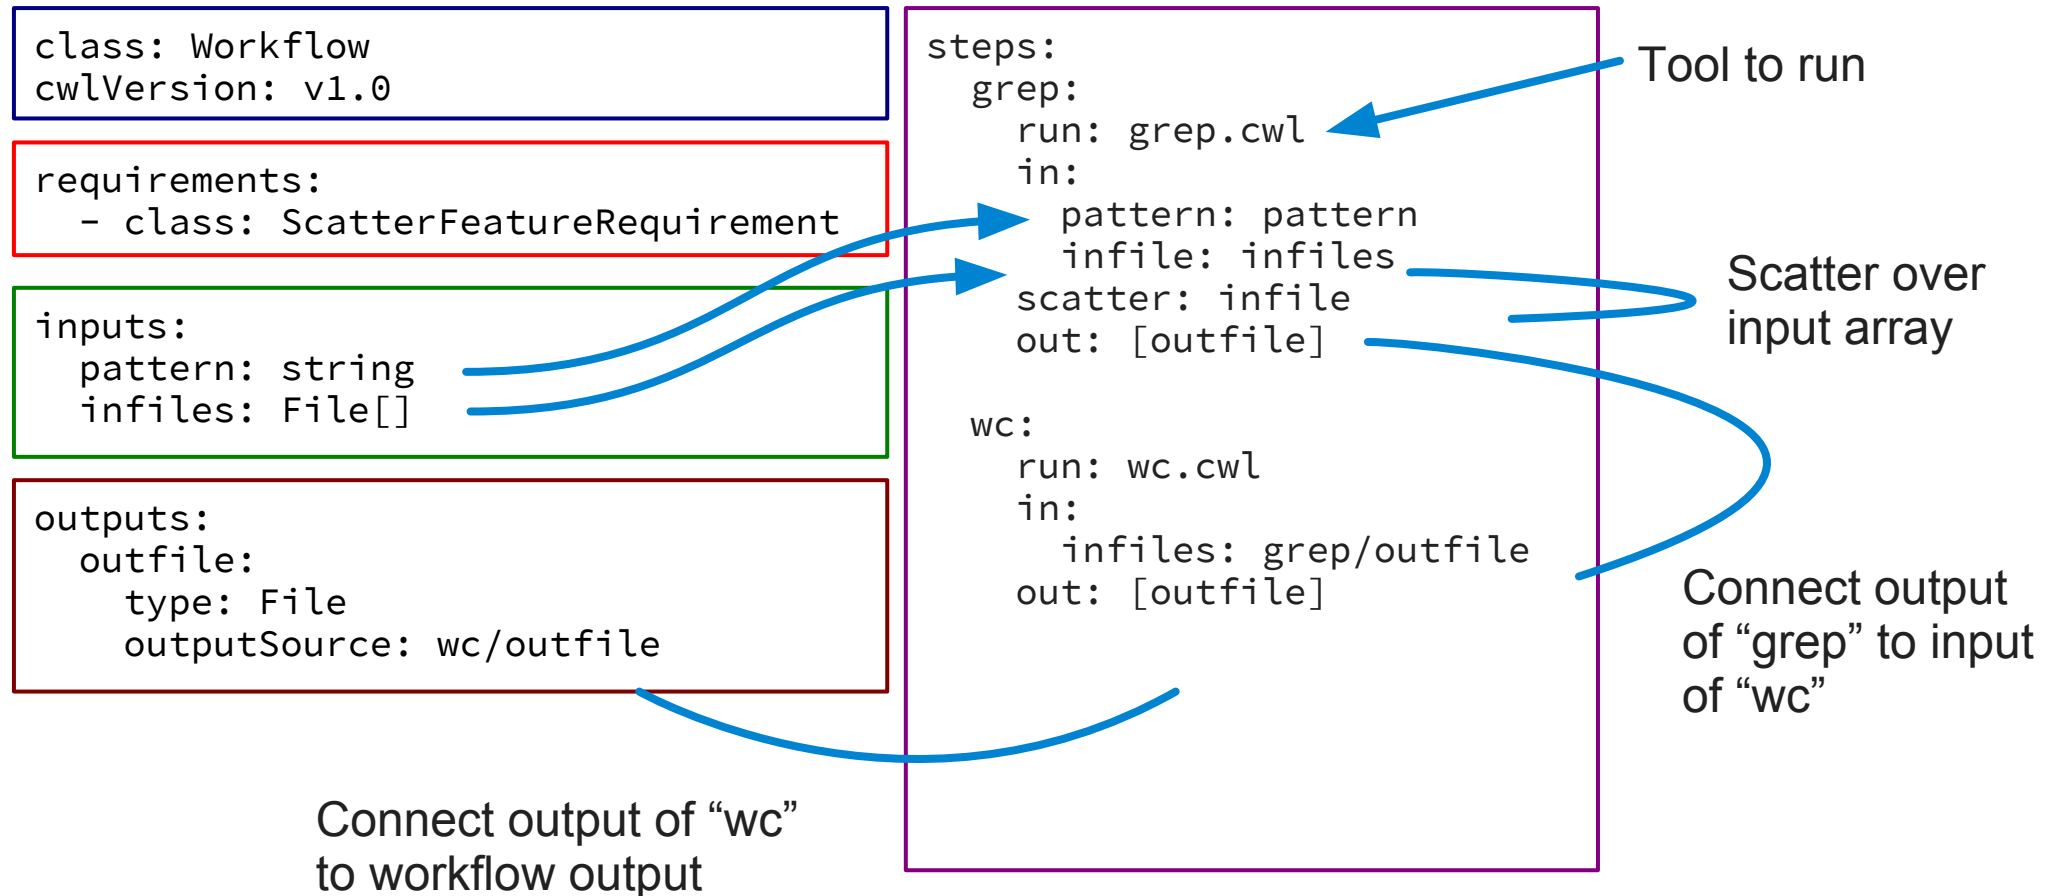 class: Workflow
cwlVersion: v1.0
requirements:
  - class: ScatterFeatureRequirement
inputs:
  pattern: string
  infiles: File[]
outputs:
  outfile:
    type: File
    outputSource: wc/outfile
steps:
  grep:
    run: grep.cwl
    in:
      pattern: pattern
      infile: infiles
    scatter: infile
    out: [outfile]
  wc:
    run: wc.cwl
    in:
      infiles: grep/outfile
    out: [outfile]
Tool to run
Scatter over
input array
Connect output
of “grep” to input
of “wc”
Connect output of “wc”
to workflow output